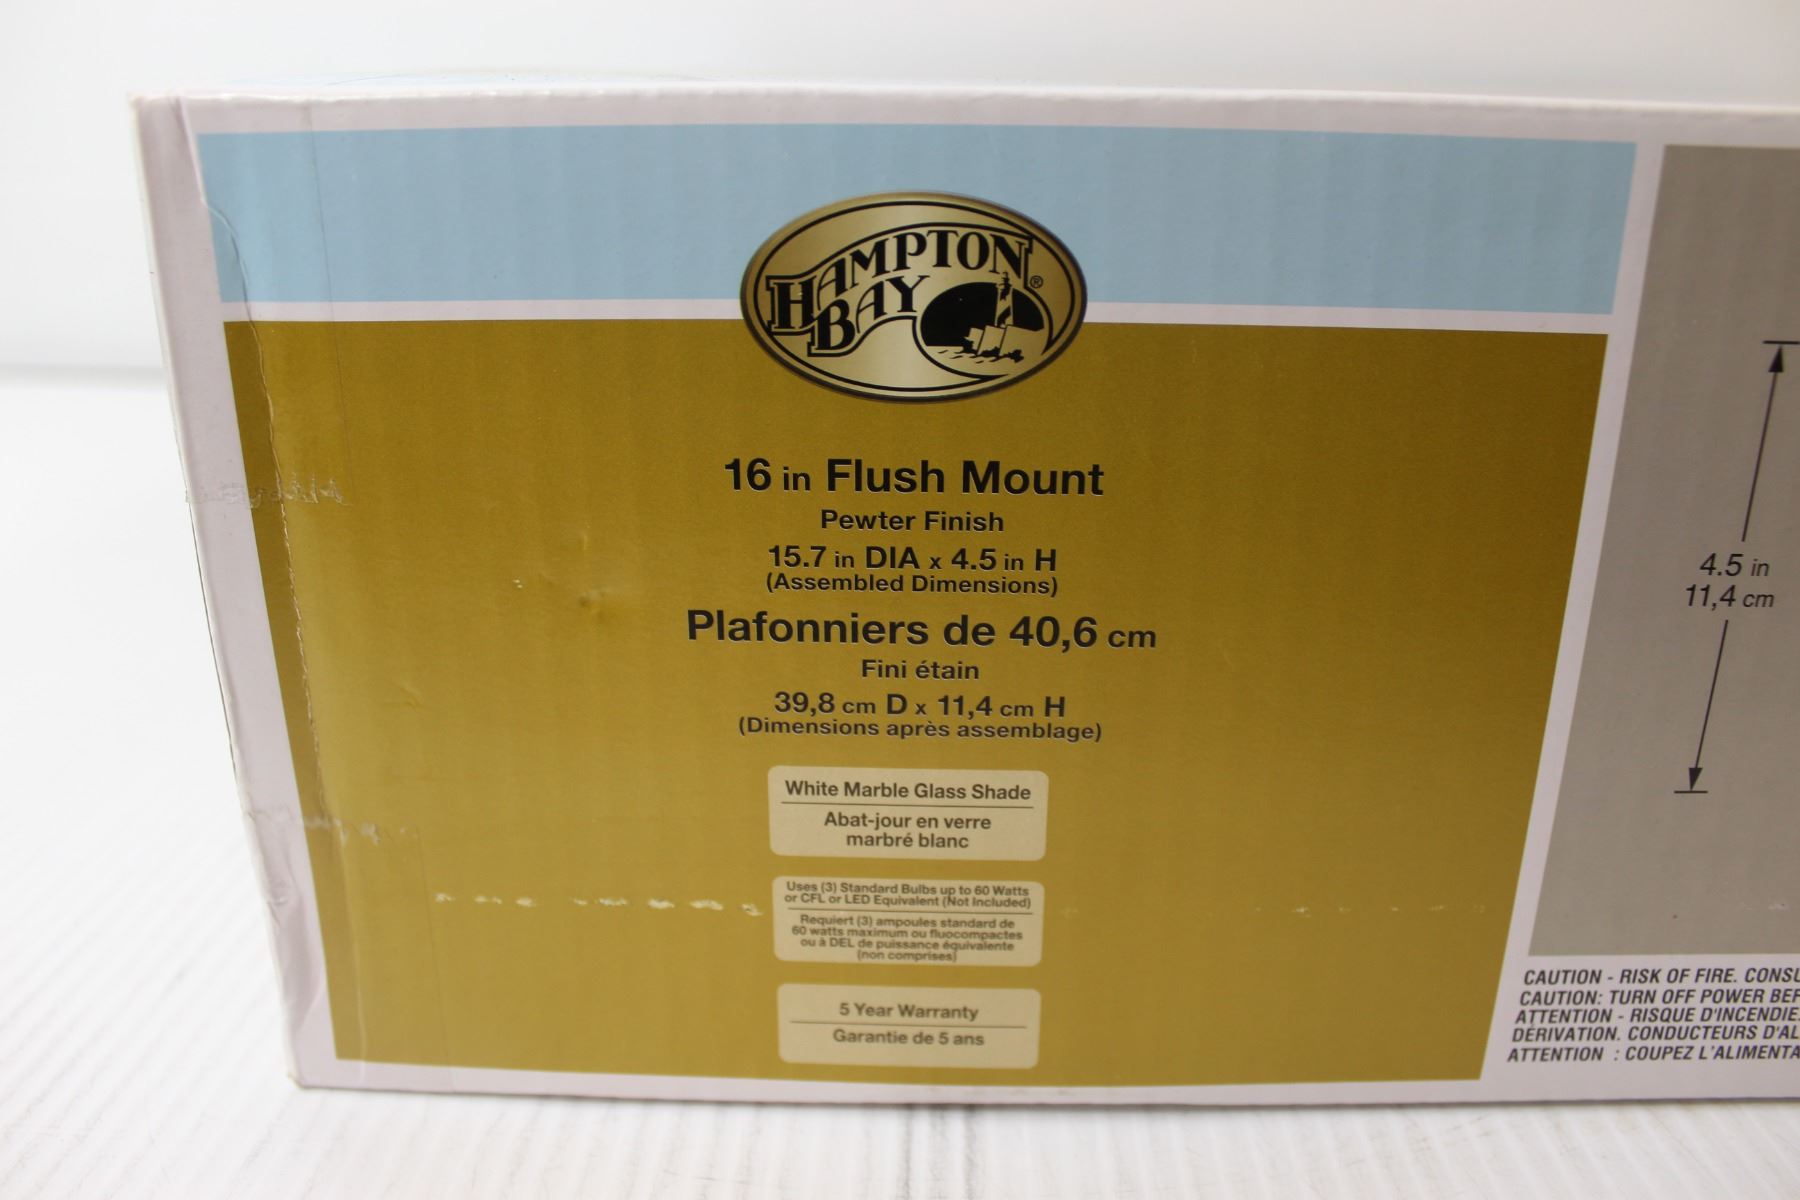 HAMPTON
BAY
®
16 in Flush Mount
Pewter Finish
15.7 in DIA x 4.5 in H
(Assembled Dimensions)
Plafonniers de 40,6 cm
Fini étain
39,8 cm D x 11,4 cm H
(Dimensions après assemblage)
White Marble Glass Shade
Abat-jour en verre
marbré blanc
Uses (3) Standard Bulbs up to 60 Watts
or CFL or LED Equivalent (Not Included)
Requiert (3) ampoules standard de
60 watts maximum ou fluocompactes
ou à DEL de puissance équivalente
(non comprises)
5 Year Warranty
Garantie de 5 ans
4.5 in
11,4 cm
CAUTION - RISK OF FIRE.
CAUTION: TURN OFF POWER
ATTENTION - RISQUE D'INCENDIE.
DÉRIVATION. CONDUCTEURS
ATTENTION : COUPEZ